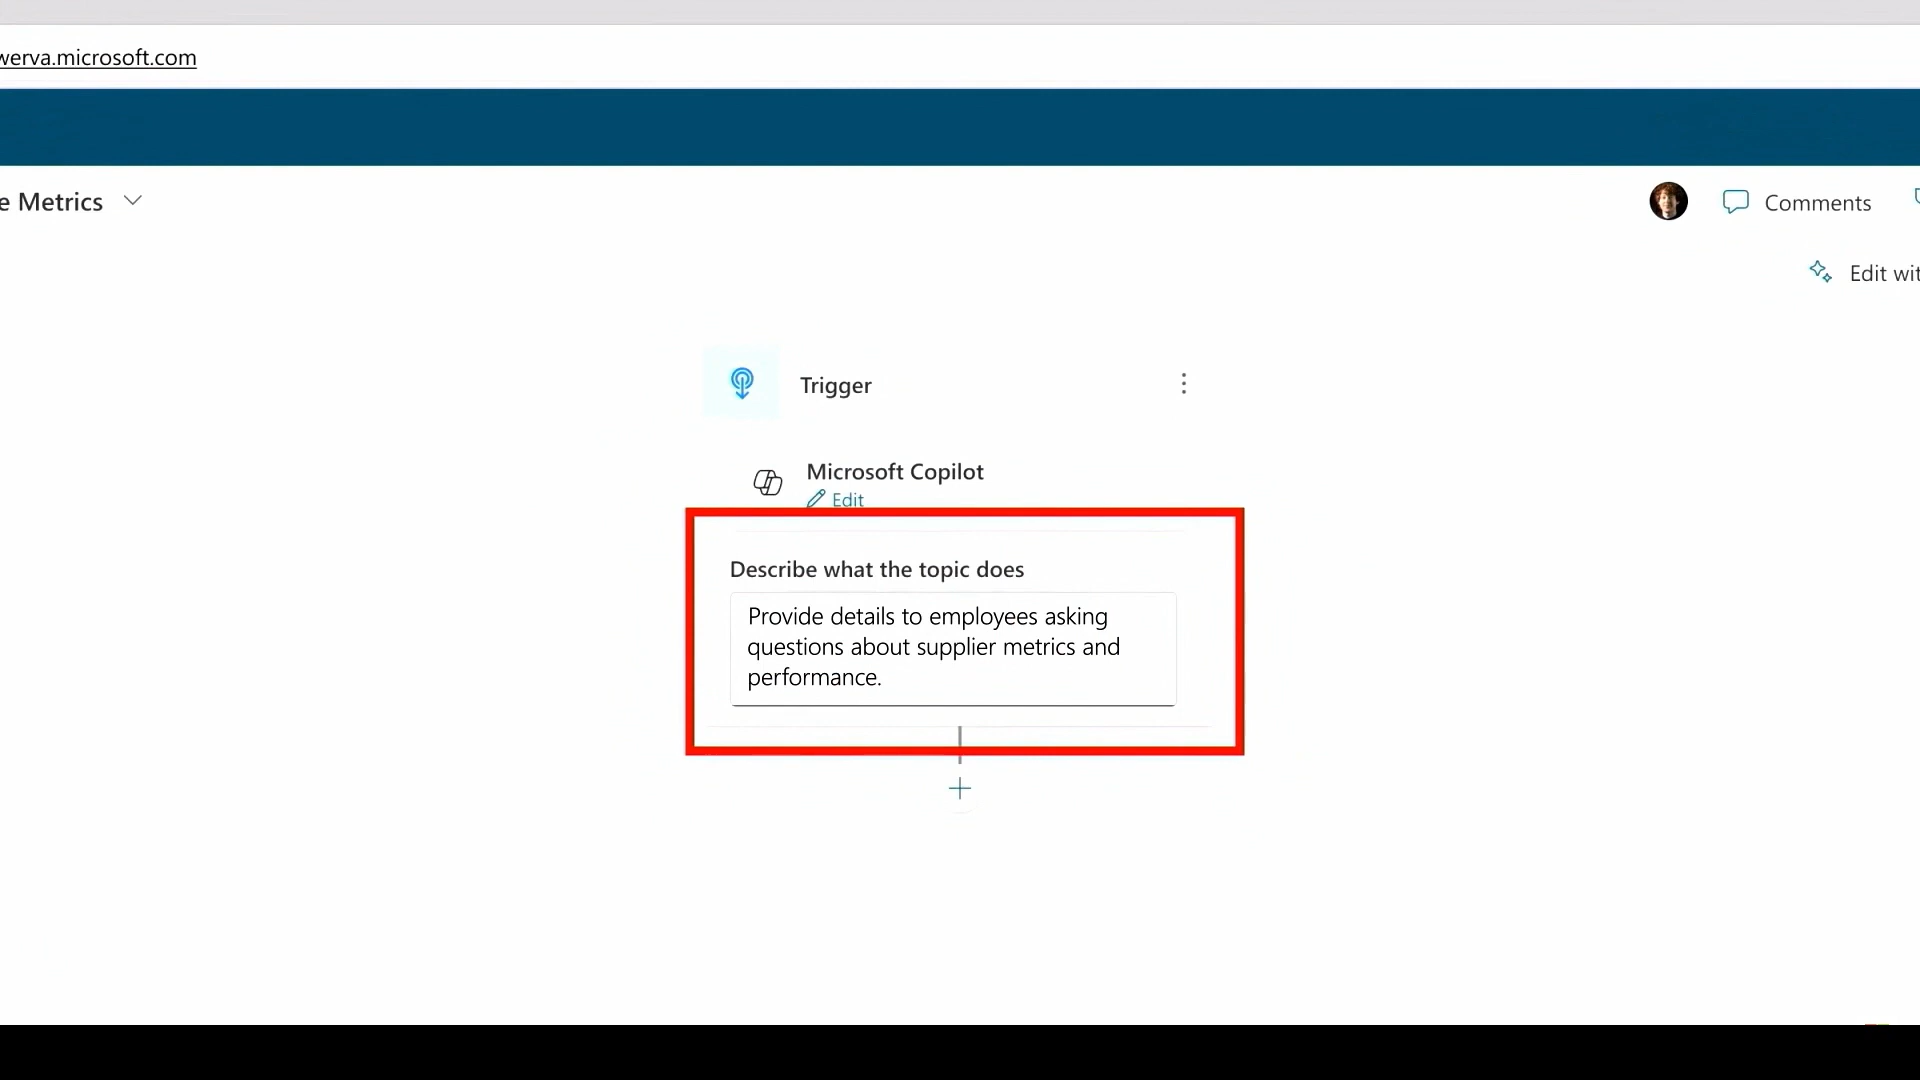 werva.microsoft.com
e Metrics
Comments
Edit wit
Trigger
Microsoft Copilot
Edit
Describe what the topic does
Provide details to employees asking
questions about supplier metrics and
performance.